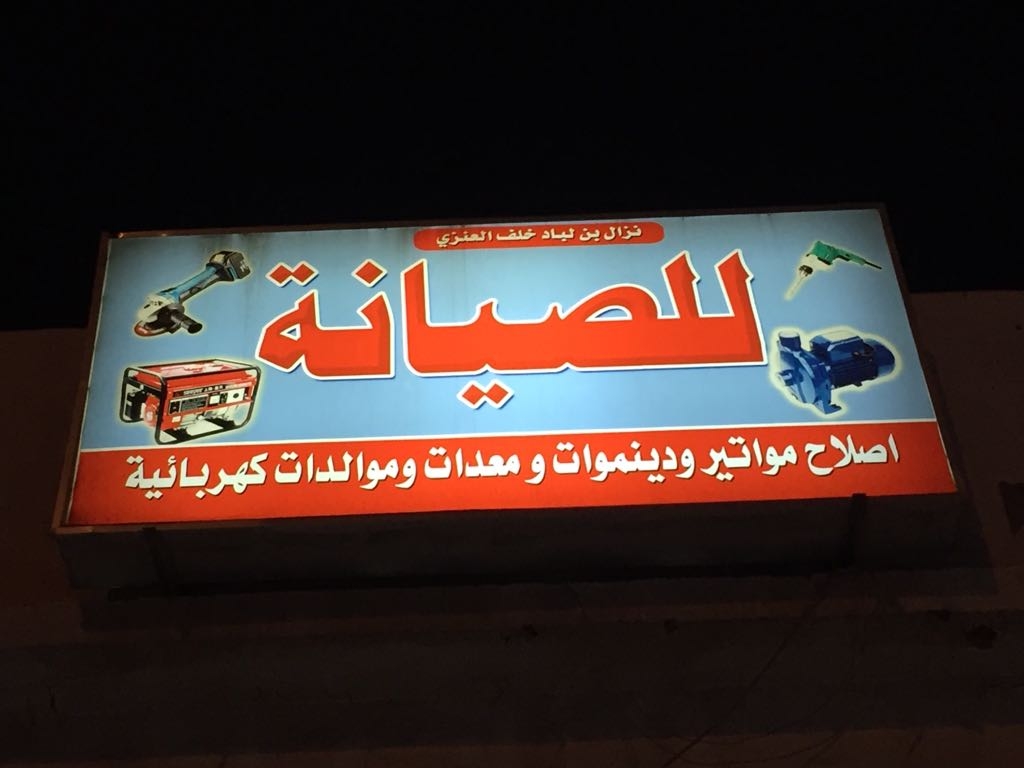 نزال بن لباد خلف العنزي
للصيانة
اصلاح مواتير ودينموات و معدات وموالدات كهربائية